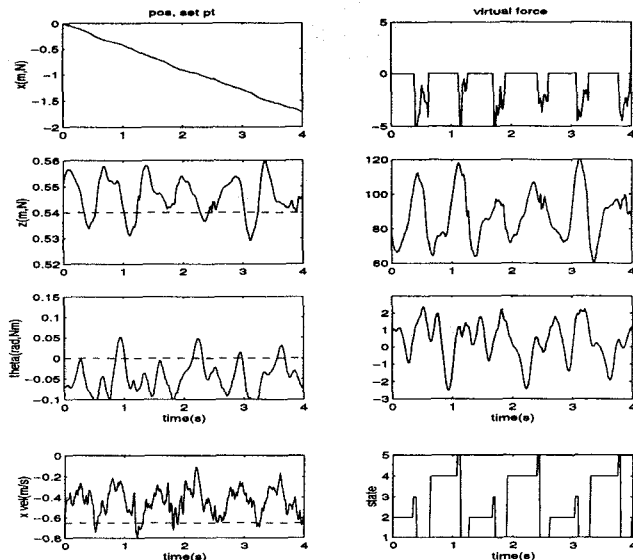 pos, set pt
virtual force
x(m,N)
0
-0.5
-1
-1.5
-2
0 1 2 3 4
5
0
-5
0 1 2 3 4
z(m,N)
0.56
0.55
0.54
0.53
0.52
0 1 2 3 4
120
100
80
60
0 1 2 3 4
theta(rad,Nm)
0.15
0.1
0.05
0
-0.05
-0.1
0 1 2 3 4
time(s)
2
1
0
-1
-2
-3
0 1 2 3 4
time(s)
x vel(m/s)
0
-0.2
-0.4
-0.6
-0.8
0 1 2 3 4
time(s)
state
5
4
3
2
1
0 1 2 3 4
time(s)